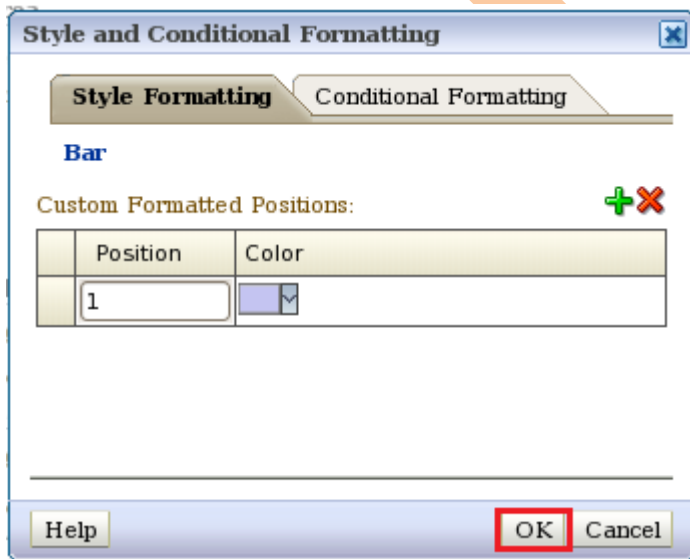 Style and Conditional Formatting
Style Formatting Conditional Formatting
Bar
Custom Formatted Positions:
Position Color
1
Help OK Cancel